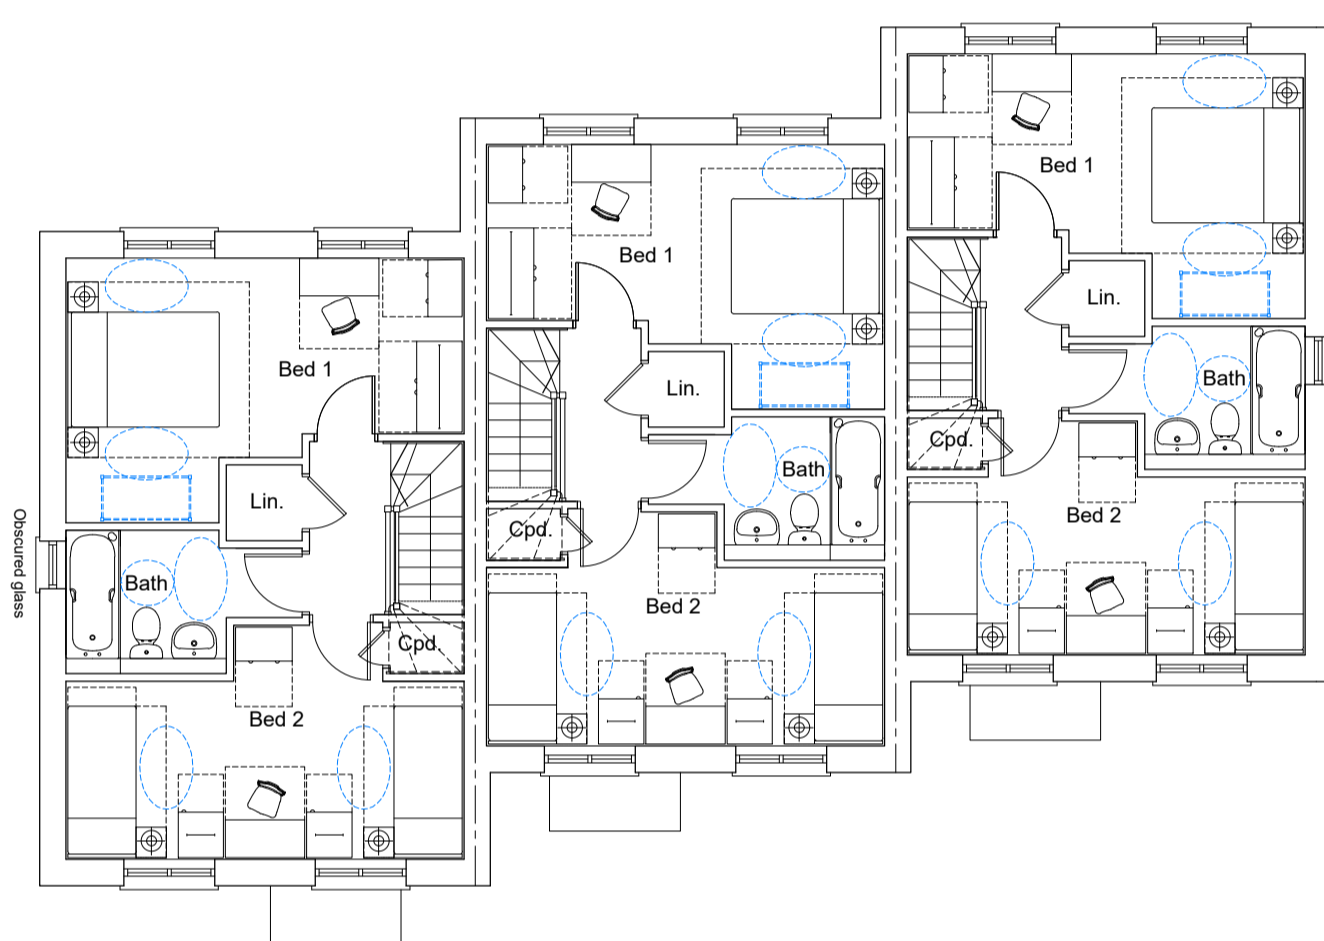 Obscured glass
Bed 1
Lin.
Bath
Cpd.
Bed 2
Bed 1
Lin.
Bath
Cpd.
Bed 2
Bed 1
Lin.
Bath
Cpd.
Bed 2